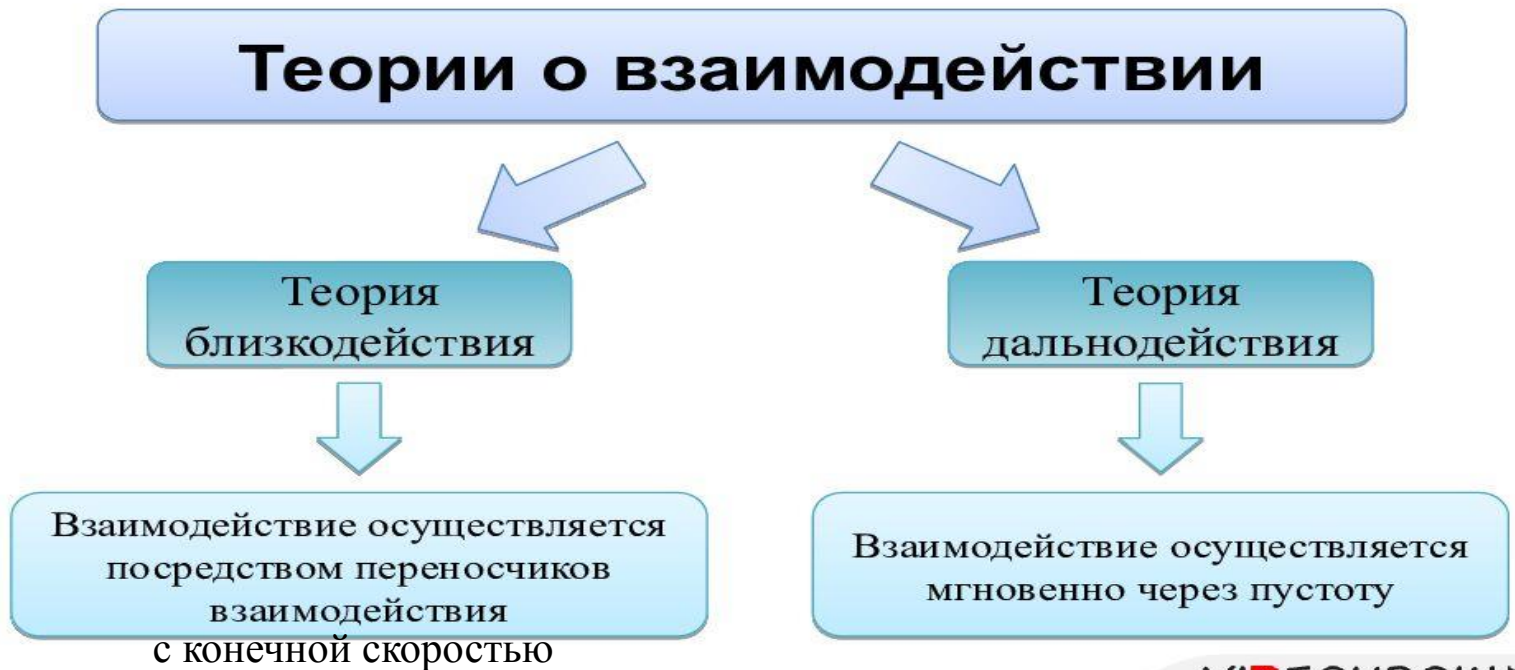 Теории о взаимодействии
Теория
близкодействия
Взаимодействие осуществляется
посредством переносчиков
взаимодействия
с конечной скоростью
Теория
дальнодействия
Взаимодействие осуществляется
мгновенно через пустоту